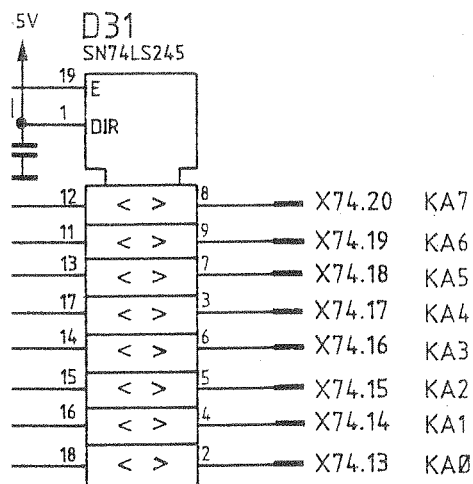 5V
D31
SN74LS245
19 E
1 DIR
12 < > 8 X74.20 KA7
11 < > 9 X74.19 KA6
13 < > 7 X74.18 KA5
17 < > 3 X74.17 KA4
14 < > 6 X74.16 KA3
15 < > 5 X74.15 KA2
16 < > 4 X74.14 KA1
18 < > 2 X74.13 KAØ